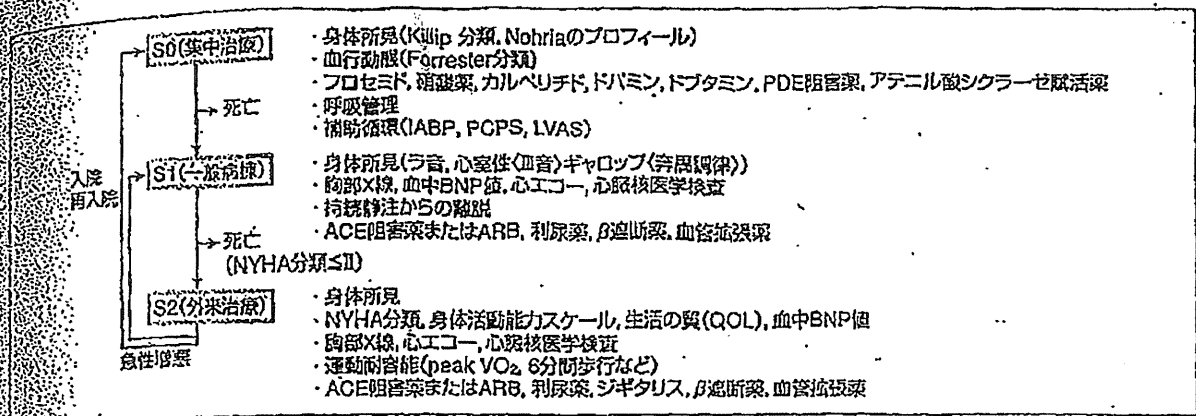 S0(集中治療)
・身体所見(Killip 分類, Nohriaのプロフィール)
・血行動態(Forrester分類)
・フロセミド, 硝酸薬, カルペリチド, ドパミン, ドブタミン, PDE阻害薬, アデニル酸シクラーゼ賦活薬
・呼吸管理
・補助循環(IABP, PCPS, LVAS)
死亡
入院
再入院
S1(一般病棟)
・身体所見(ラ音, 心室性〈Ⅲ音〉ギャロップ〈奔馬調律〉)
・胸部X線, 血中BNP値, 心エコー, 心臓核医学検査
・持続静注からの離脱
・ACE阻害薬またはARB, 利尿薬, β遮断薬, 血管拡張薬
死亡
(NYHA分類≤Ⅱ)
S2(外来治療)
・身体所見
・NYHA分類, 身体活動能力スケール, 生活の質(QOL), 血中BNP値
・胸部X線, 心エコー, 心臓核医学検査
・運動耐容能(peak VO₂, 6分間歩行など)
・ACE阻害薬またはARB, 利尿薬, ジギタリス, β遮断薬, 血管拡張薬
急性増悪